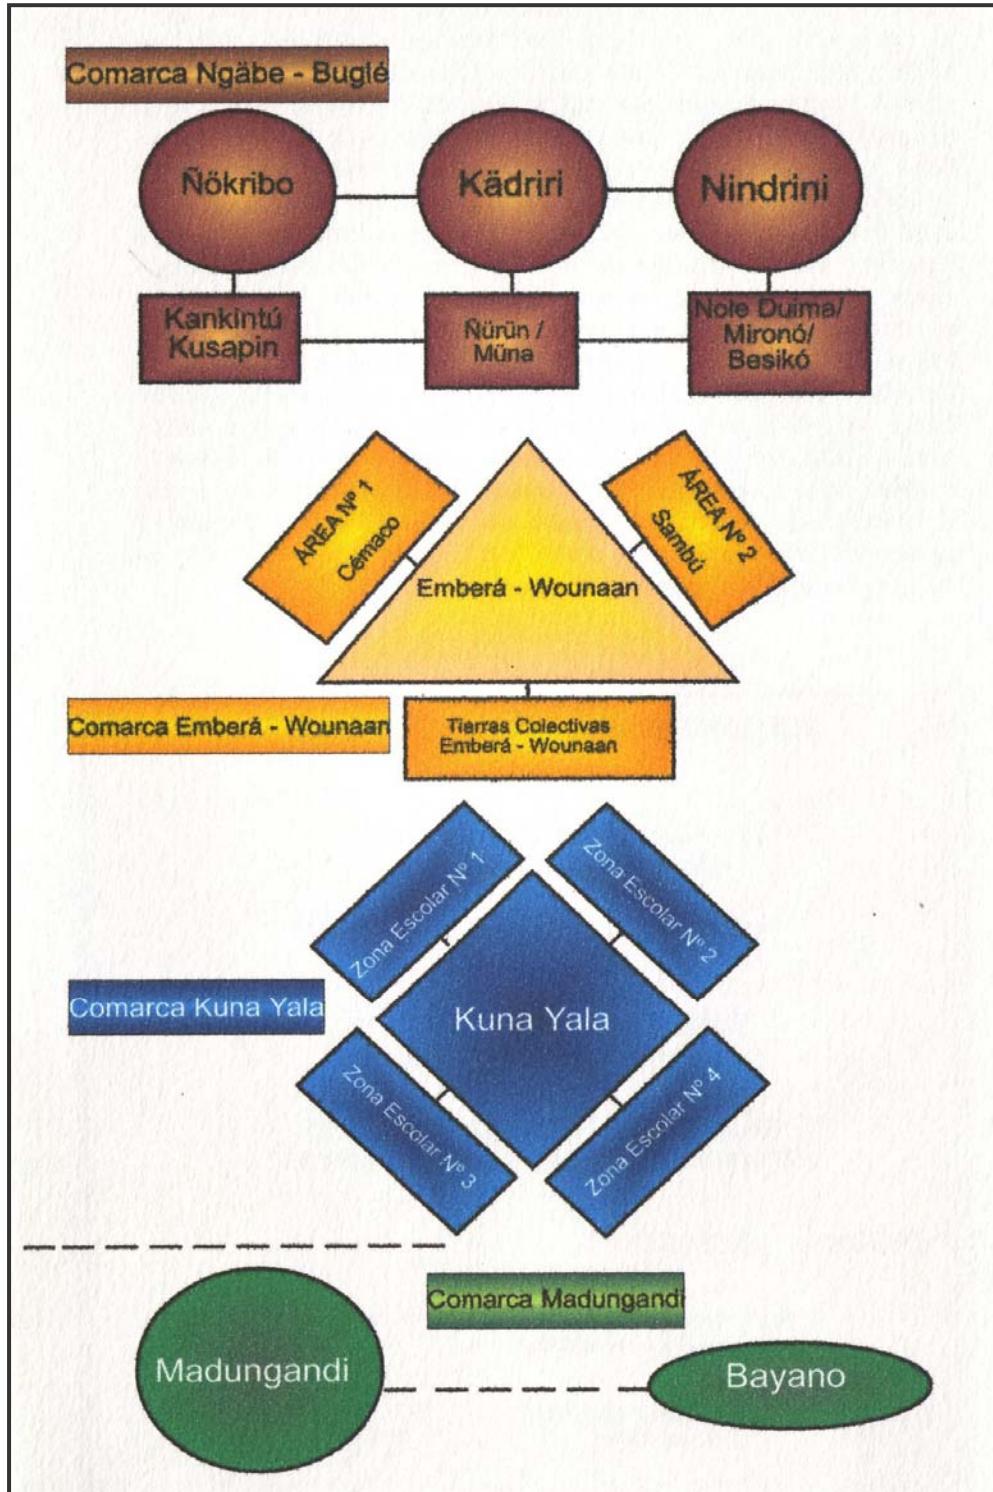 Comarca Ngäbe - Buglé
Ñökribo
Kädriri
Nindrini
Kankintú
Kusapin
Ñürün /
Müna
Nole Duima/
Mironó/
Besikó
ÁREA Nº 1
Cémaco
ÁREA Nº 2
Sambú
Emberá - Wounaan
Comarca Emberá - Wounaan
Tierras Colectivas
Emberá - Wounaan
Zona Escolar Nº 1
Zona Escolar Nº 2
Comarca Kuna Yala
Kuna Yala
Zona Escolar Nº 3
Zona Escolar Nº 4
Comarca Madungandi
Madungandi
Bayano